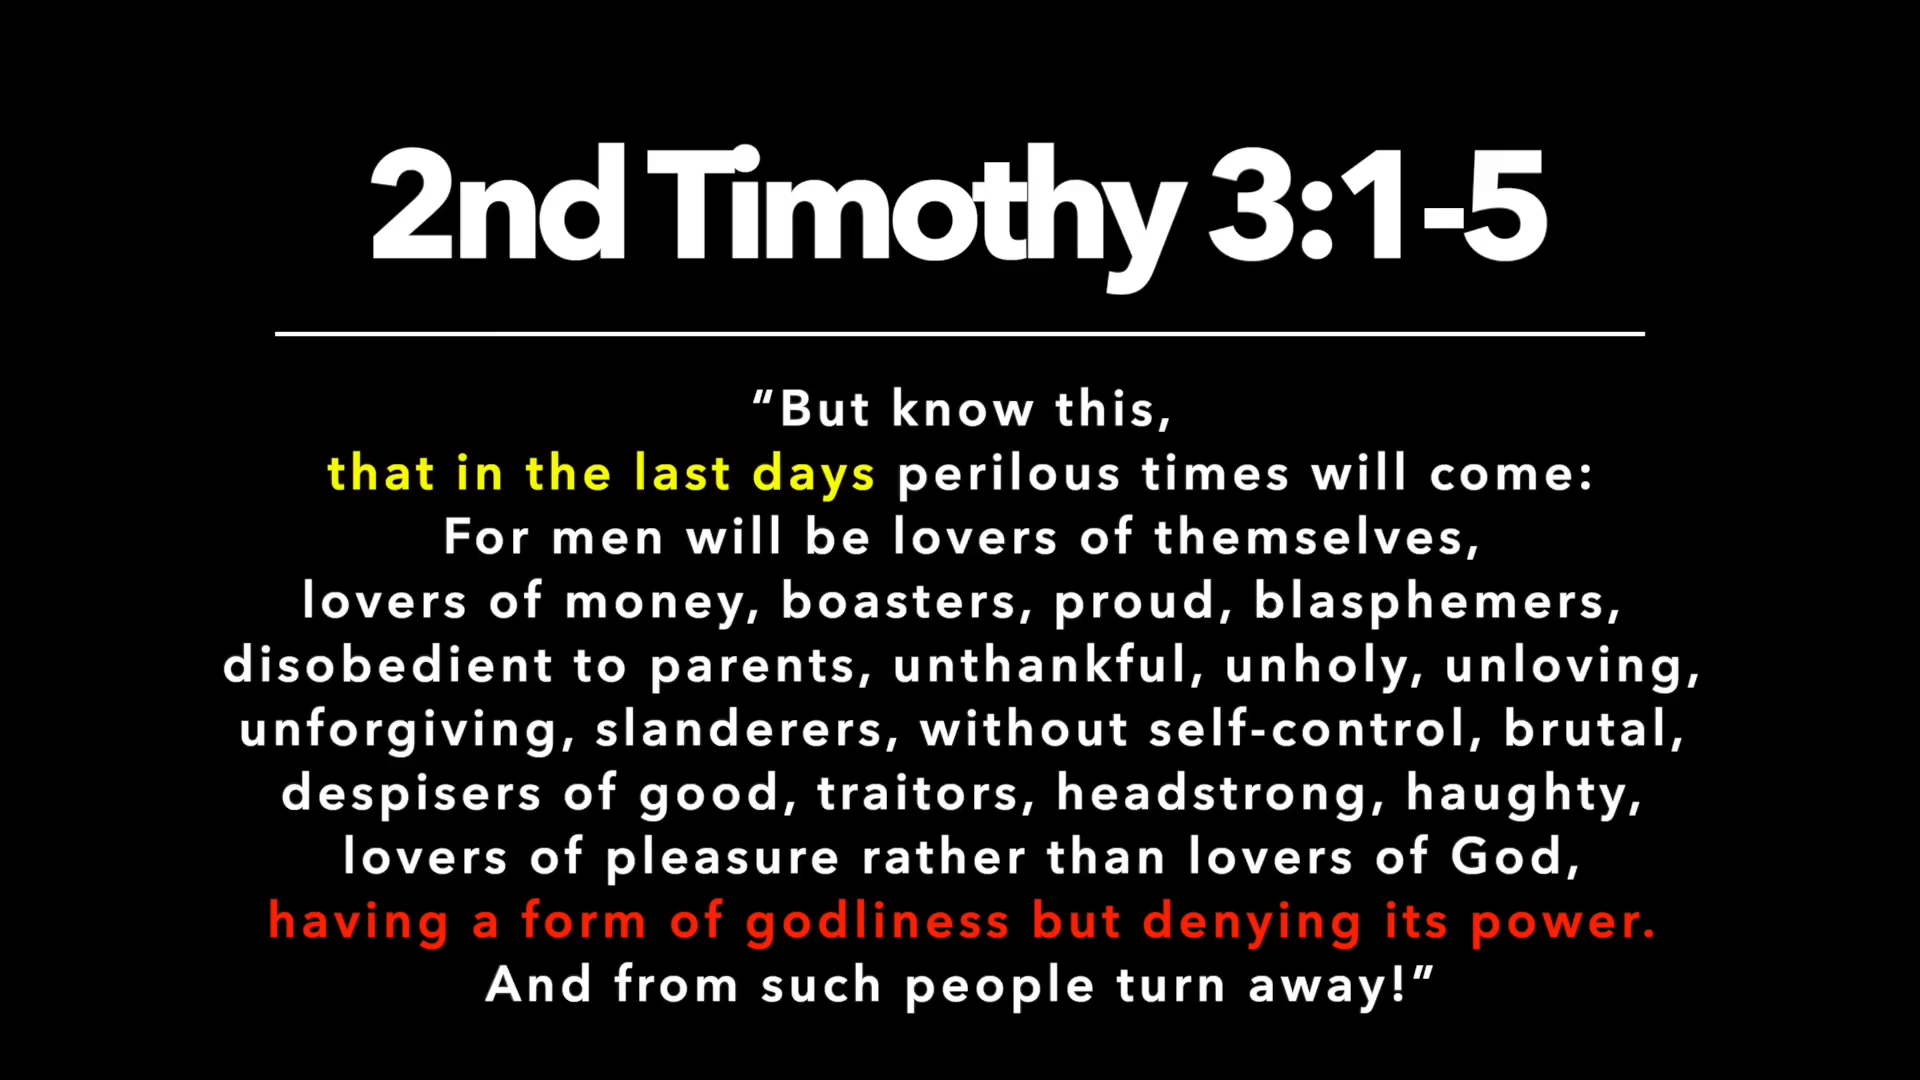 2nd Timothy 3:1-5
“But know this,
that in the last days perilous times will come:
For men will be lovers of themselves,
lovers of money, boasters, proud, blasphemers,
disobedient to parents, unthankful, unholy, unloving,
unforgiving, slanderers, without self-control, brutal,
despisers of good, traitors, headstrong, haughty,
lovers of pleasure rather than lovers of God,
having a form of godliness but denying its power.
And from such people turn away!”